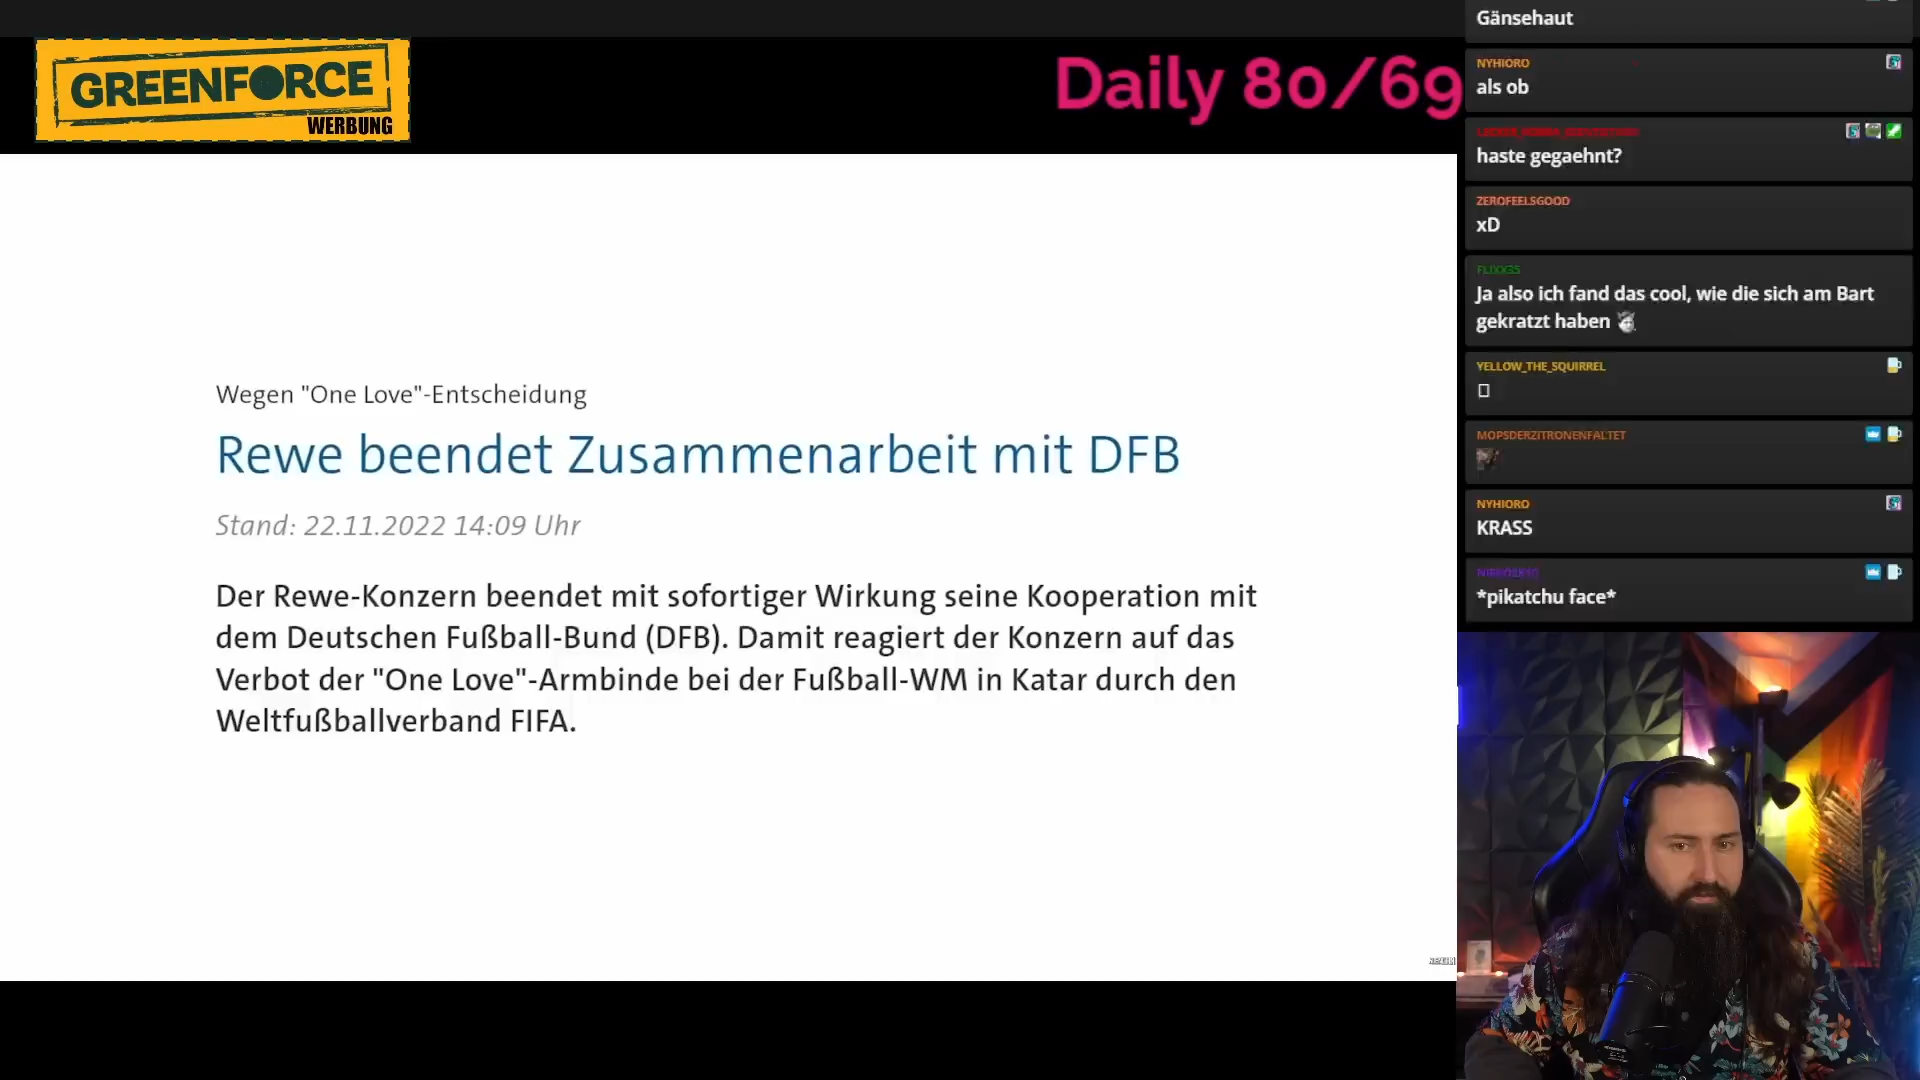 GREENFORCE
WERBUNG
Daily 80/69
Wegen "One Love"-Entscheidung
Rewe beendet Zusammenarbeit mit DFB
Stand: 22.11.2022 14:09 Uhr
Der Rewe-Konzern beendet mit sofortiger Wirkung seine Kooperation mit
dem Deutschen Fußball-Bund (DFB). Damit reagiert der Konzern auf das
Verbot der "One Love"-Armbinde bei der Fußball-WM in Katar durch den
Weltfußballverband FIFA.
Gänsehaut
NYHIORO
als ob
haste gegaehnt?
ZEROFEELSGOOD
xD
FLIXX35
Ja also ich fand das cool, wie die sich am Bart
gekratzt haben
YELLOW_THE_SQUIRREL
MOPSDERZITRONENFALTET
NYHIORO
KRASS
*pikatchu face*